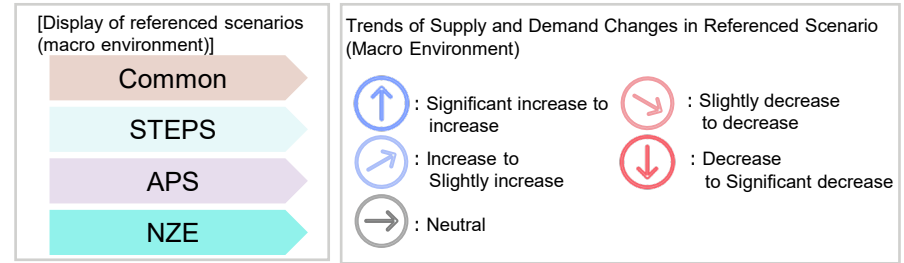 [Display of referenced scenarios
(macro environment)]
Common
STEPS
APS
NZE
Trends of Supply and Demand Changes in Referenced Scenario
(Macro Environment)
: Significant increase to
increase
: Increase to
Slightly increase
: Neutral
: Slightly decrease
to decrease
: Decrease
to Significant decrease